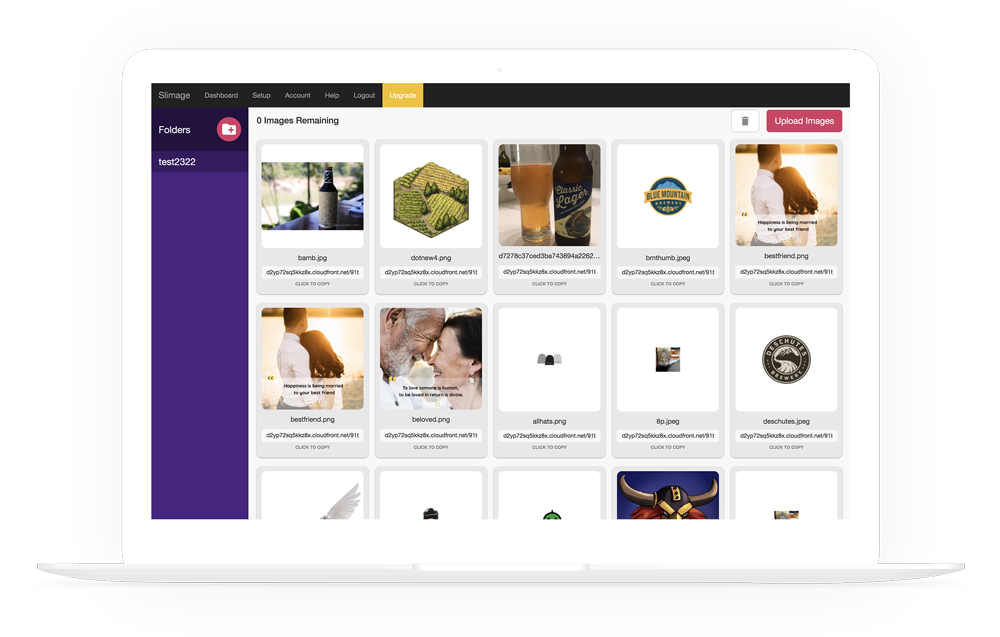 Slimage Dashboard Setup Account Help Logout Upgrade
Folders
test2322
0 Images Remaining
Upload Images
Classic
Lager
BLUE MOUNTAIN
BREWERY
“
Happiness is being married
to your best friend
bamb.jpg
dotnew4.png
d7278c37ced3ba743894a2262...
bmthumb.jpeg
bestfriend.png
d2yp72sq5kkz8x.cloudfront.net/91t
d2yp72sq5kkz8x.cloudfront.net/91t
d2yp72sq5kkz8x.cloudfront.net/91t
d2yp72sq5kkz8x.cloudfront.net/91t
d2yp72sq5kkz8x.cloudfront.net/91t
CLICK TO COPY
CLICK TO COPY
CLICK TO COPY
CLICK TO COPY
CLICK TO COPY
“
Happiness is being married
to your best friend
“
To love somone is human,
to be loved in return is divine.
DESCHUTES
BREWERY
bestfriend.png
beloved.png
allhats.png
8p.jpeg
deschutes.jpeg
d2yp72sq5kkz8x.cloudfront.net/91t
d2yp72sq5kkz8x.cloudfront.net/91t
d2yp72sq5kkz8x.cloudfront.net/91t
d2yp72sq5kkz8x.cloudfront.net/91t
d2yp72sq5kkz8x.cloudfront.net/91t
CLICK TO COPY
CLICK TO COPY
CLICK TO COPY
CLICK TO COPY
CLICK TO COPY